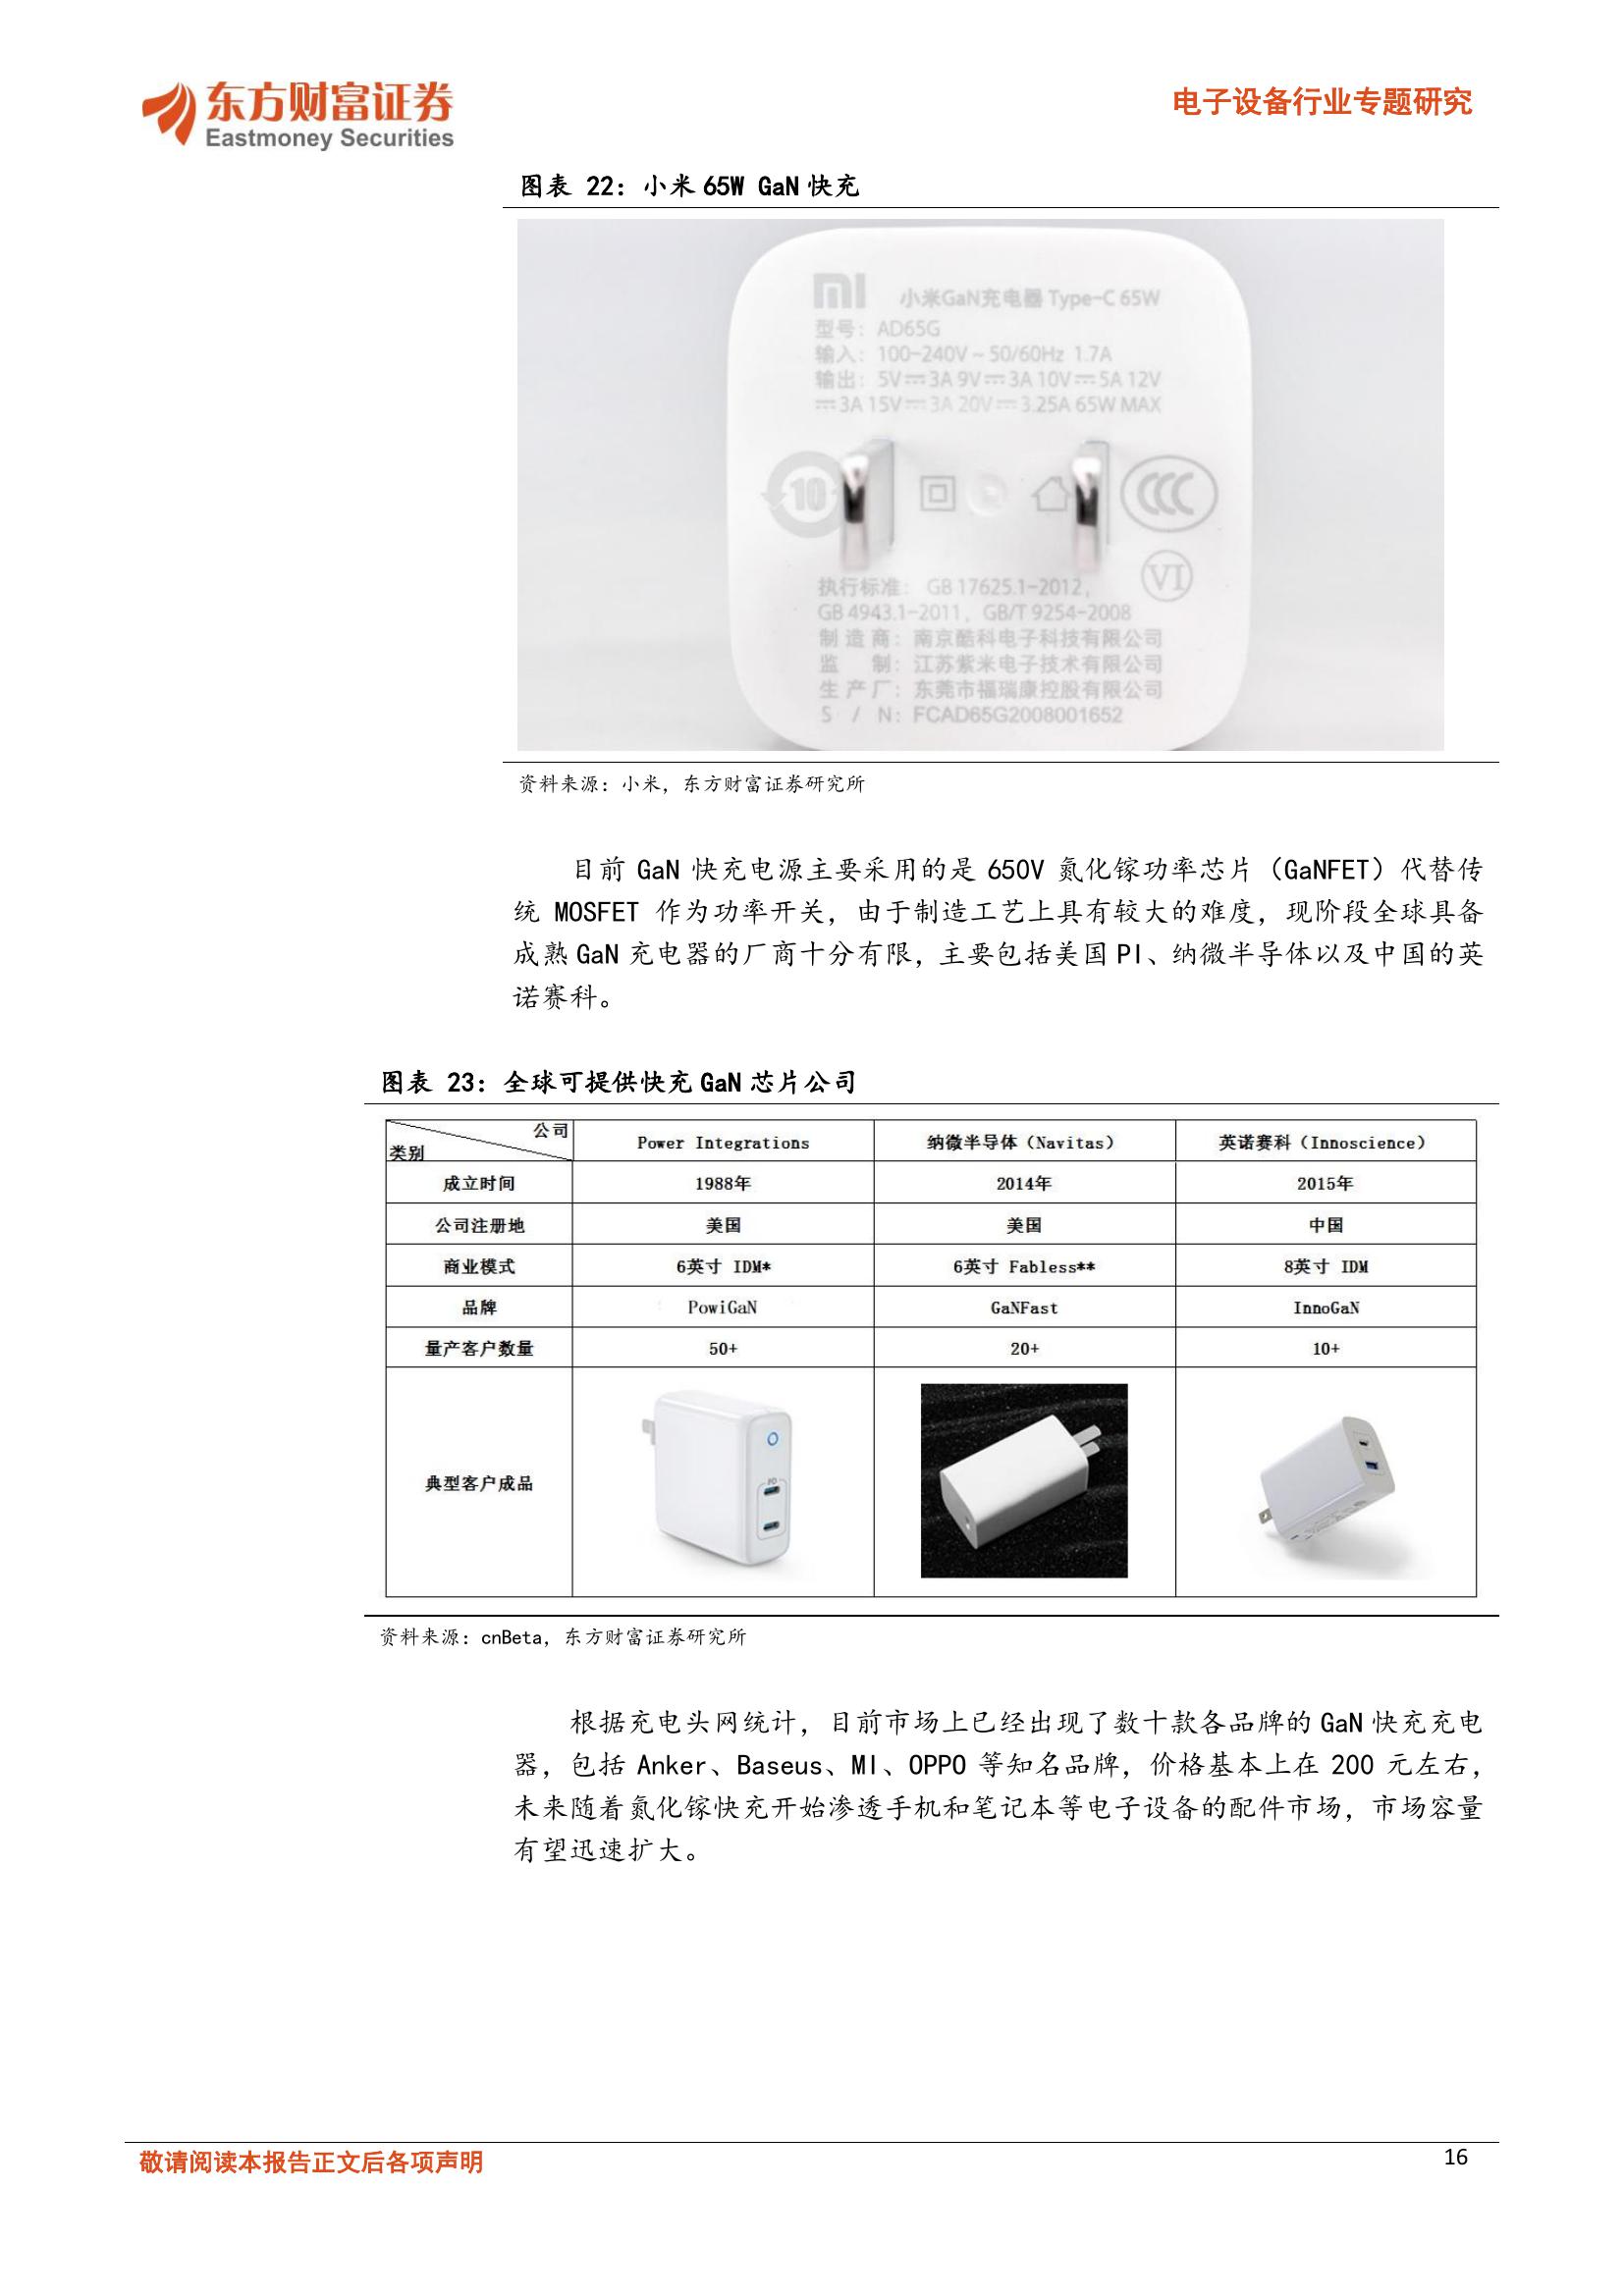 东方财富证券
Eastmoney Securities
电子设备行业专题研究
图表 22：小米 65W GaN 快充
MI 小米GaN充电器 Type-C 65W
型号：AD65G
输入：100-240V ~ 50/60Hz 1.7A
输出：5V⎓3A 9V⎓3A 10V⎓5A 12V
⎓3A 15V⎓3A 20V⎓3.25A 65W MAX
10
CCC
VI
执行标准： GB 17625.1-2012，
GB 4943.1-2011，GB/T 9254-2008
制 造 商：南京酷科电子科技有限公司
监 制：江苏紫米电子技术有限公司
生 产 厂：东莞市福瑞康控股有限公司
S / N：FCAD65G2008001652
资料来源：小米，东方财富证券研究所
目前 GaN 快充电源主要采用的是 650V 氮化镓功率芯片（GaNFET）代替传
统 MOSFET 作为功率开关，由于制造工艺上具有较大的难度，现阶段全球具备
成熟 GaN 充电器的厂商十分有限，主要包括美国 PI、纳微半导体以及中国的英
诺赛科。
图表 23：全球可提供快充 GaN 芯片公司
公司
类别
Power Integrations 纳微半导体（Navitas） 英诺赛科（Innoscience）
成立时间 1988年 2014年 2015年
公司注册地 美国 美国 中国
商业模式 6英寸 IDM* 6英寸 Fabless** 8英寸 IDM
品牌 PowiGaN GaNFast InnoGaN
量产客户数量 50+ 20+ 10+
典型客户成品
PD
资料来源：cnBeta，东方财富证券研究所
根据充电头网统计，目前市场上已经出现了数十款各品牌的 GaN 快充充电
器，包括 Anker、Baseus、MI、OPPO 等知名品牌，价格基本上在 200 元左右，
未来随着氮化镓快充开始渗透手机和笔记本等电子设备的配件市场，市场容量
有望迅速扩大。
敬请阅读本报告正文后各项声明
16